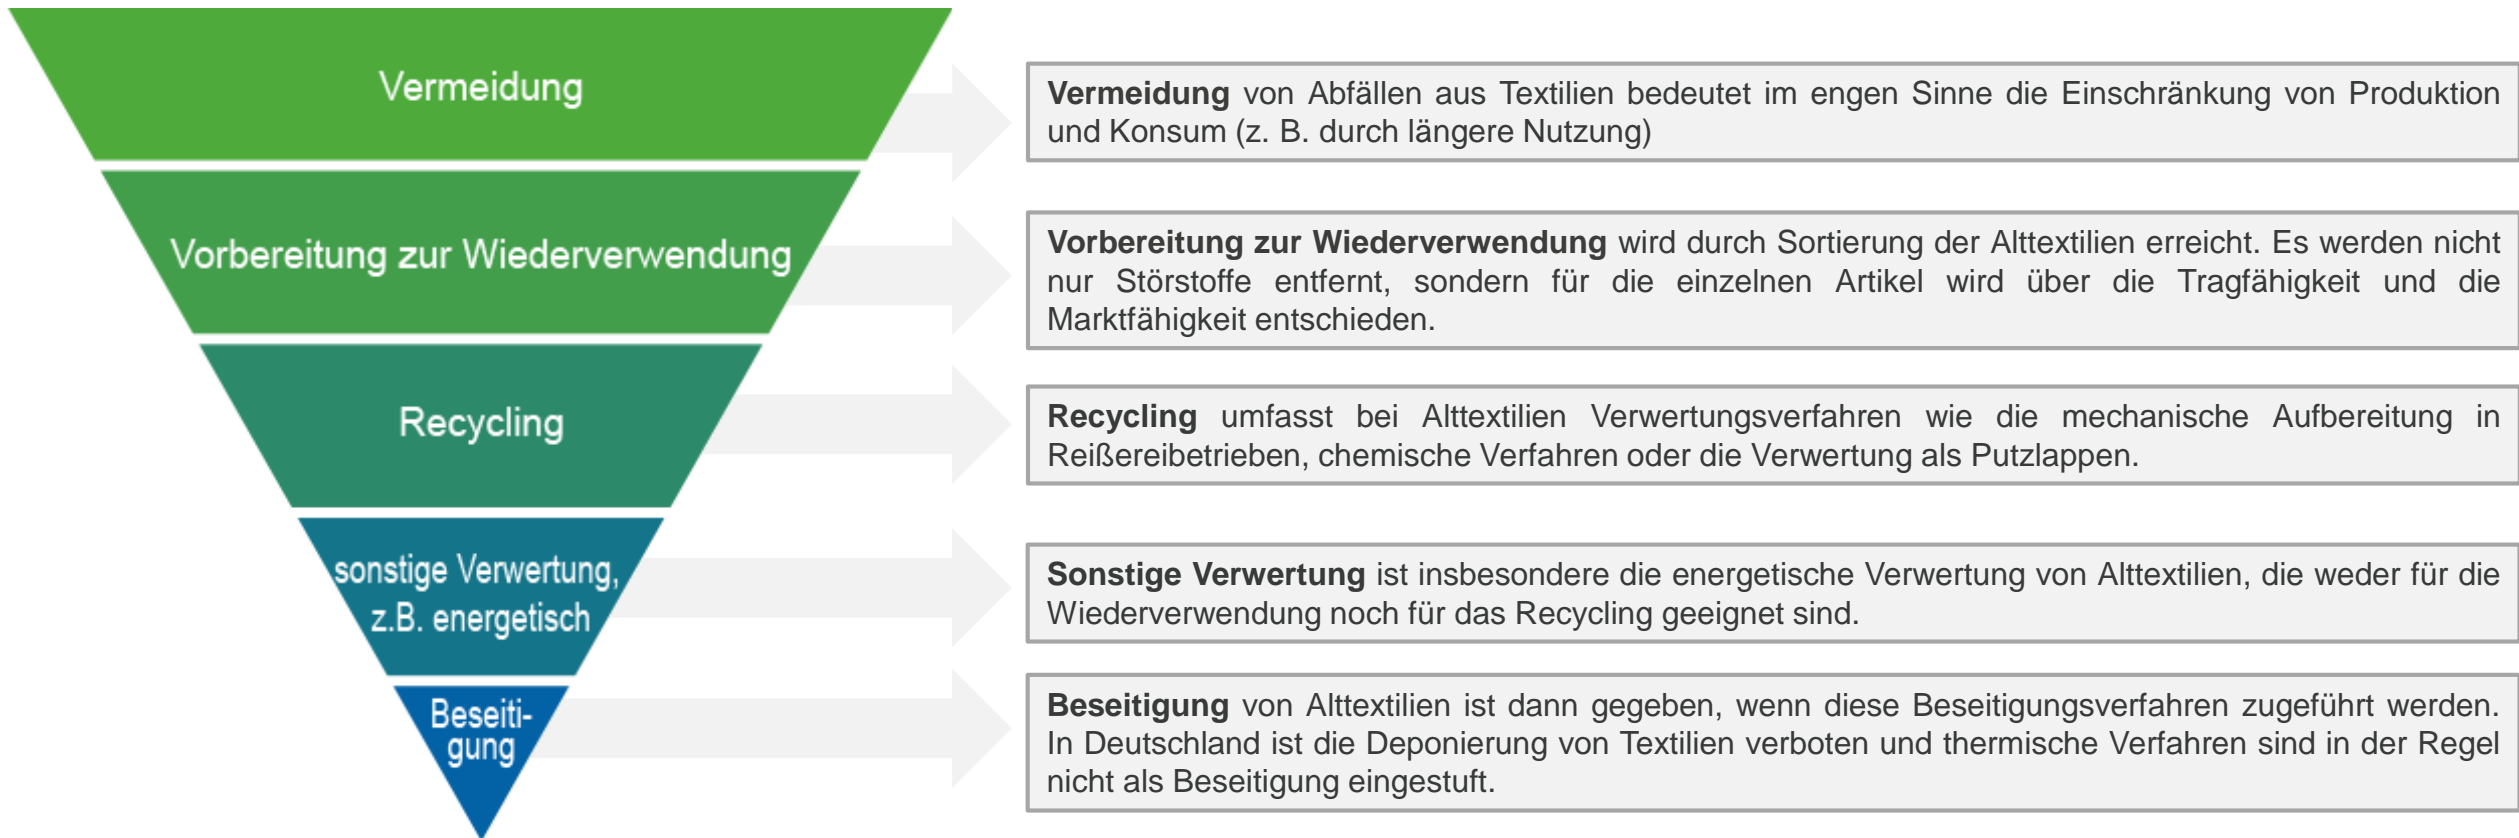 Vermeidung
Vermeidung von Abfällen aus Textilien bedeutet im engen Sinne die Einschränkung von Produktion
und Konsum (z. B. durch längere Nutzung)
Vorbereitung zur Wiederverwendung
Vorbereitung zur Wiederverwendung wird durch Sortierung der Alttextilien erreicht. Es werden nicht
nur Störstoffe entfernt, sondern für die einzelnen Artikel wird über die Tragfähigkeit und die
Marktfähigkeit entschieden.
Recycling
Recycling umfasst bei Alttextilien Verwertungsverfahren wie die mechanische Aufbereitung in
Reißereibetrieben, chemische Verfahren oder die Verwertung als Putzlappen.
sonstige Verwertung,
z.B. energetisch
Sonstige Verwertung ist insbesondere die energetische Verwertung von Alttextilien, die weder für die
Wiederverwendung noch für das Recycling geeignet sind.
Beseiti-
gung
Beseitigung von Alttextilien ist dann gegeben, wenn diese Beseitigungsverfahren zugeführt werden.
In Deutschland ist die Deponierung von Textilien verboten und thermische Verfahren sind in der Regel
nicht als Beseitigung eingestuft.